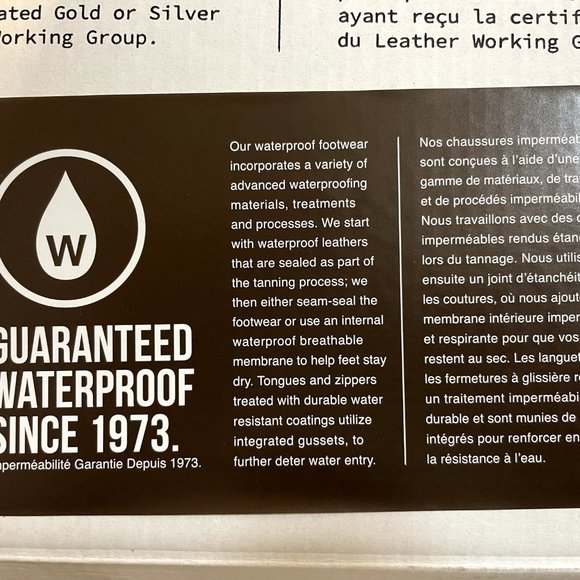 ated Gold or Silver
Working Group.
ayant reçu la certif
du Leather Working G
W
GUARANTEED
WATERPROOF
SINCE 1973.
mperméabilité Garantie Depuis 1973.
Our waterproof footwear
incorporates a variety of
advanced waterproofing
materials, treatments
and processes. We start
with waterproof leathers
that are sealed as part of
the tanning process; we
then either seam-seal the
footwear or use an internal
waterproof breathable
membrane to help feet stay
dry. Tongues and zippers
treated with durable water
resistant coatings utilize
integrated gussets, to
further deter water entry.
Nos chaussures imperméab
sont conçues à l'aide d'une
gamme de matériaux, de tra
et de procédés imperméabil
Nous travaillons avec des c
imperméables rendus étan
lors du tannage. Nous utilis
ensuite un joint d'étanchéit
les coutures, où nous ajout
membrane intérieure imper
et respirante pour que vos
restent au sec. Les languet
les fermetures à glissière re
un traitement imperméabil
durable et sont munies de
intégrés pour renforcer en
la résistance à l'eau.